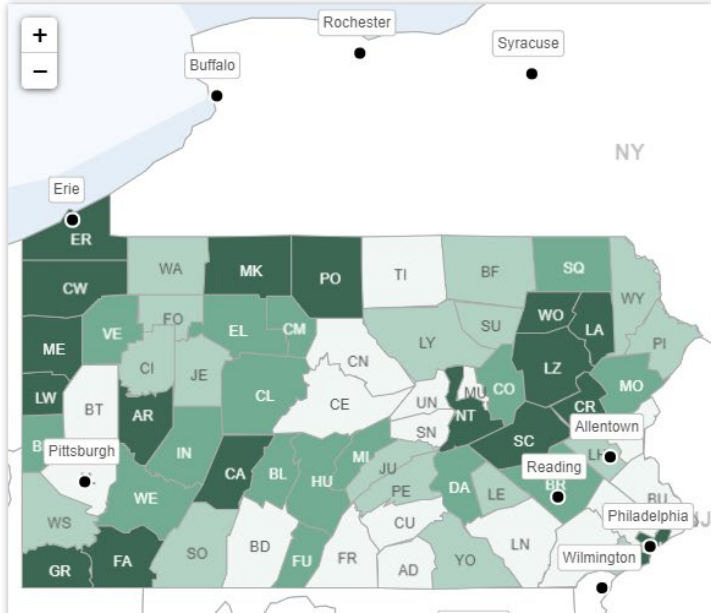 +
−
Rochester
Syracuse
Buffalo
NY
Erie
ER
WA
MK
PO
TI
BF
SQ
WY
CW
WO
LA
FO
VE
EL
CM
SU
PI
LY
ME
CN
LZ
CI
JE
CL
MU
CO
MO
LW
BT
AR
CE
UN
NT
CR
SN
SC
Allentown
LH
Pittsburgh
IN
CA
BL
HU
MI
JU
DA
LE
Reading
BR
WE
PE
BU
WS
Philadelphia
CU
SO
BD
FU
FR
AD
YO
LN
Wilmington
GR
FA